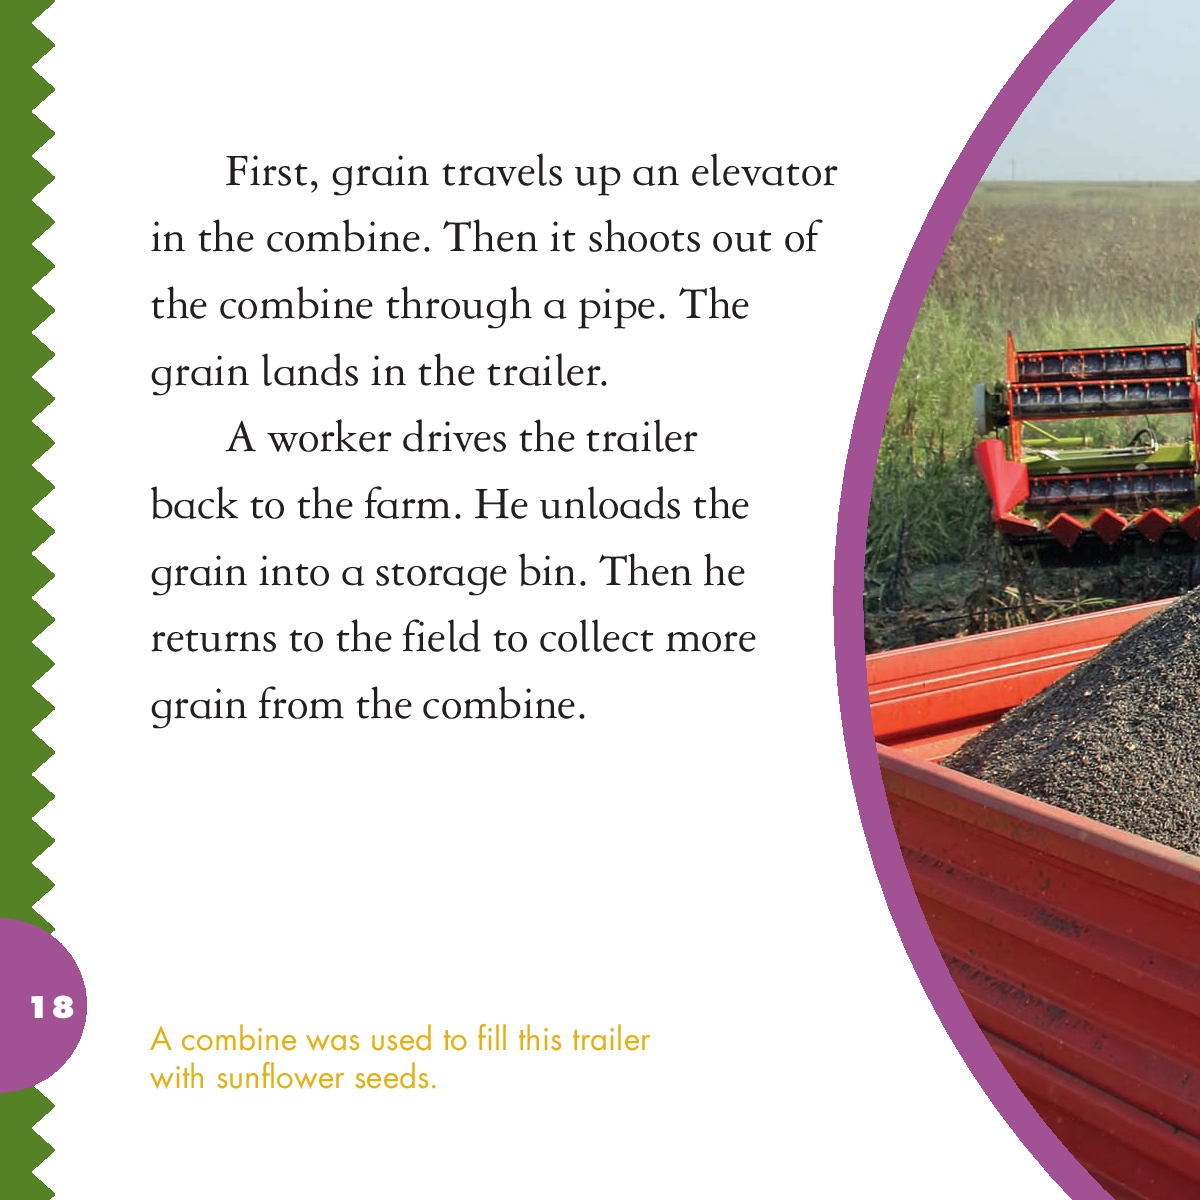 First, grain travels up an elevator
in the combine. Then it shoots out of
the combine through a pipe. The
grain lands in the trailer.
A worker drives the trailer
back to the farm. He unloads the
grain into a storage bin. Then he
returns to the field to collect more
grain from the combine.
18
A combine was used to fill this trailer
with sunflower seeds.